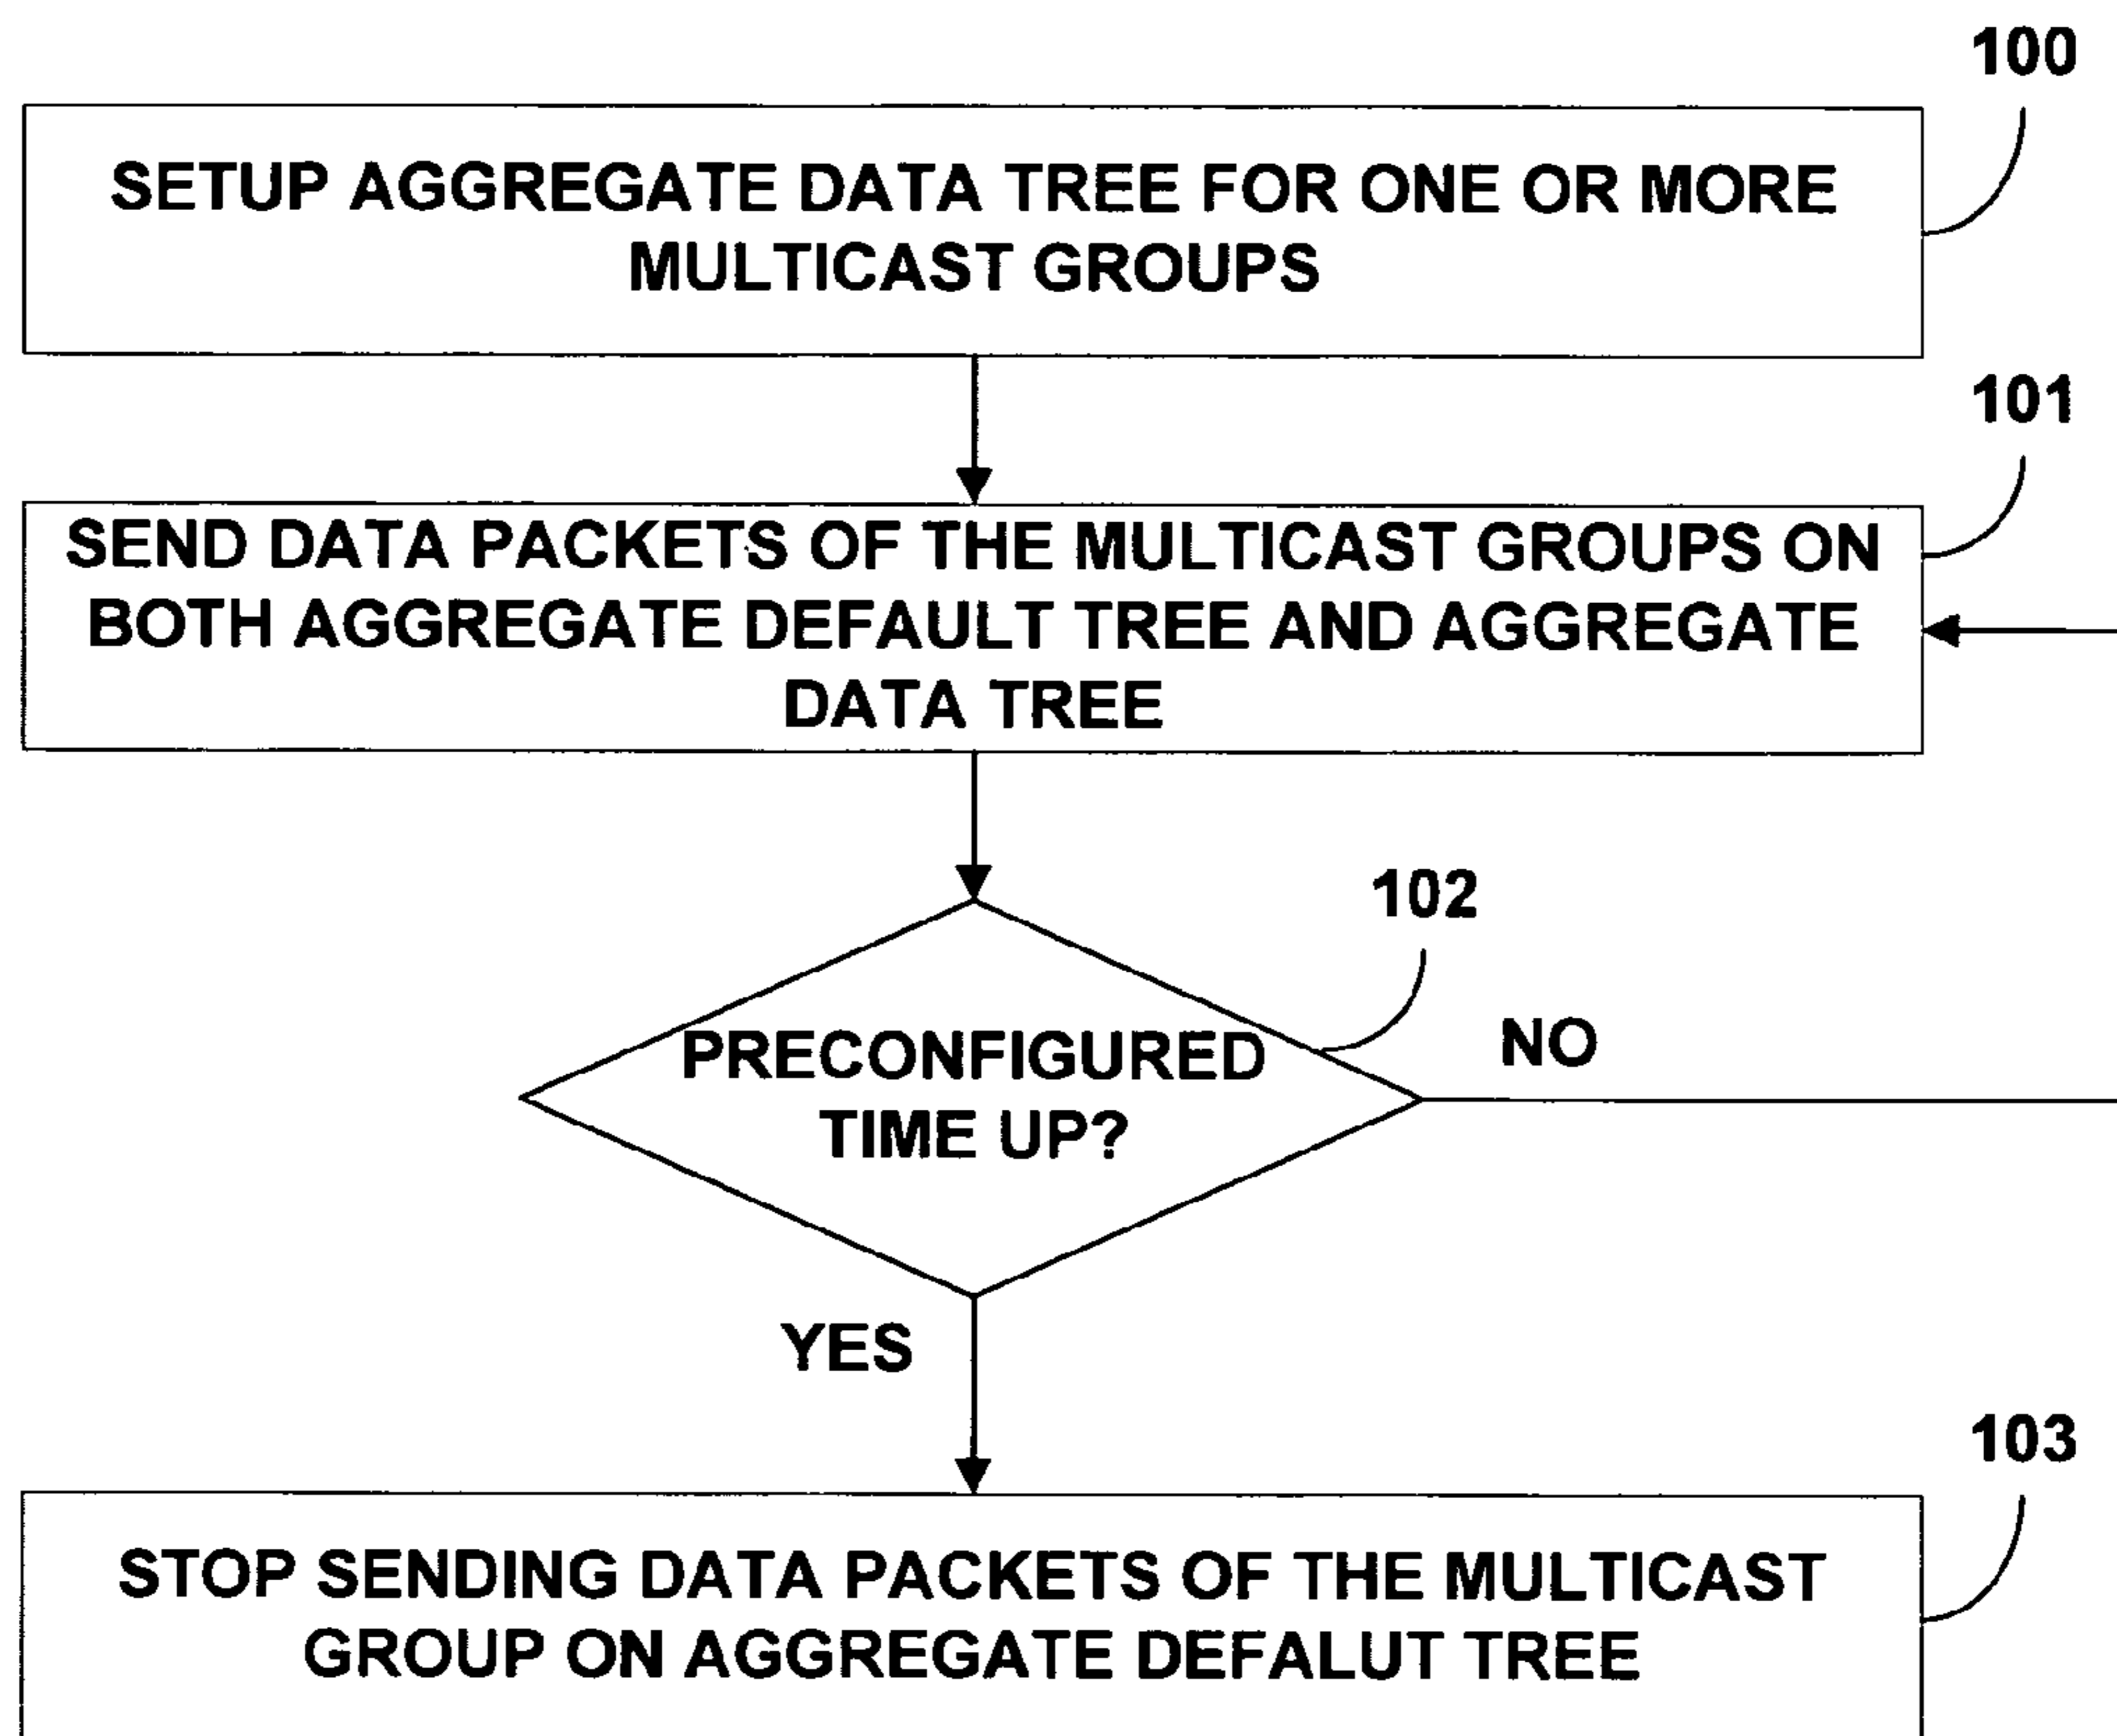 100
SETUP AGGREGATE DATA TREE FOR ONE OR MORE
MULTICAST GROUPS
101
SEND DATA PACKETS OF THE MULTICAST GROUPS ON
BOTH AGGREGATE DEFAULT TREE AND AGGREGATE
DATA TREE
102
PRECONFIGURED
TIME UP?
NO
YES
103
STOP SENDING DATA PACKETS OF THE MULTICAST
GROUP ON AGGREGATE DEFALUT TREE